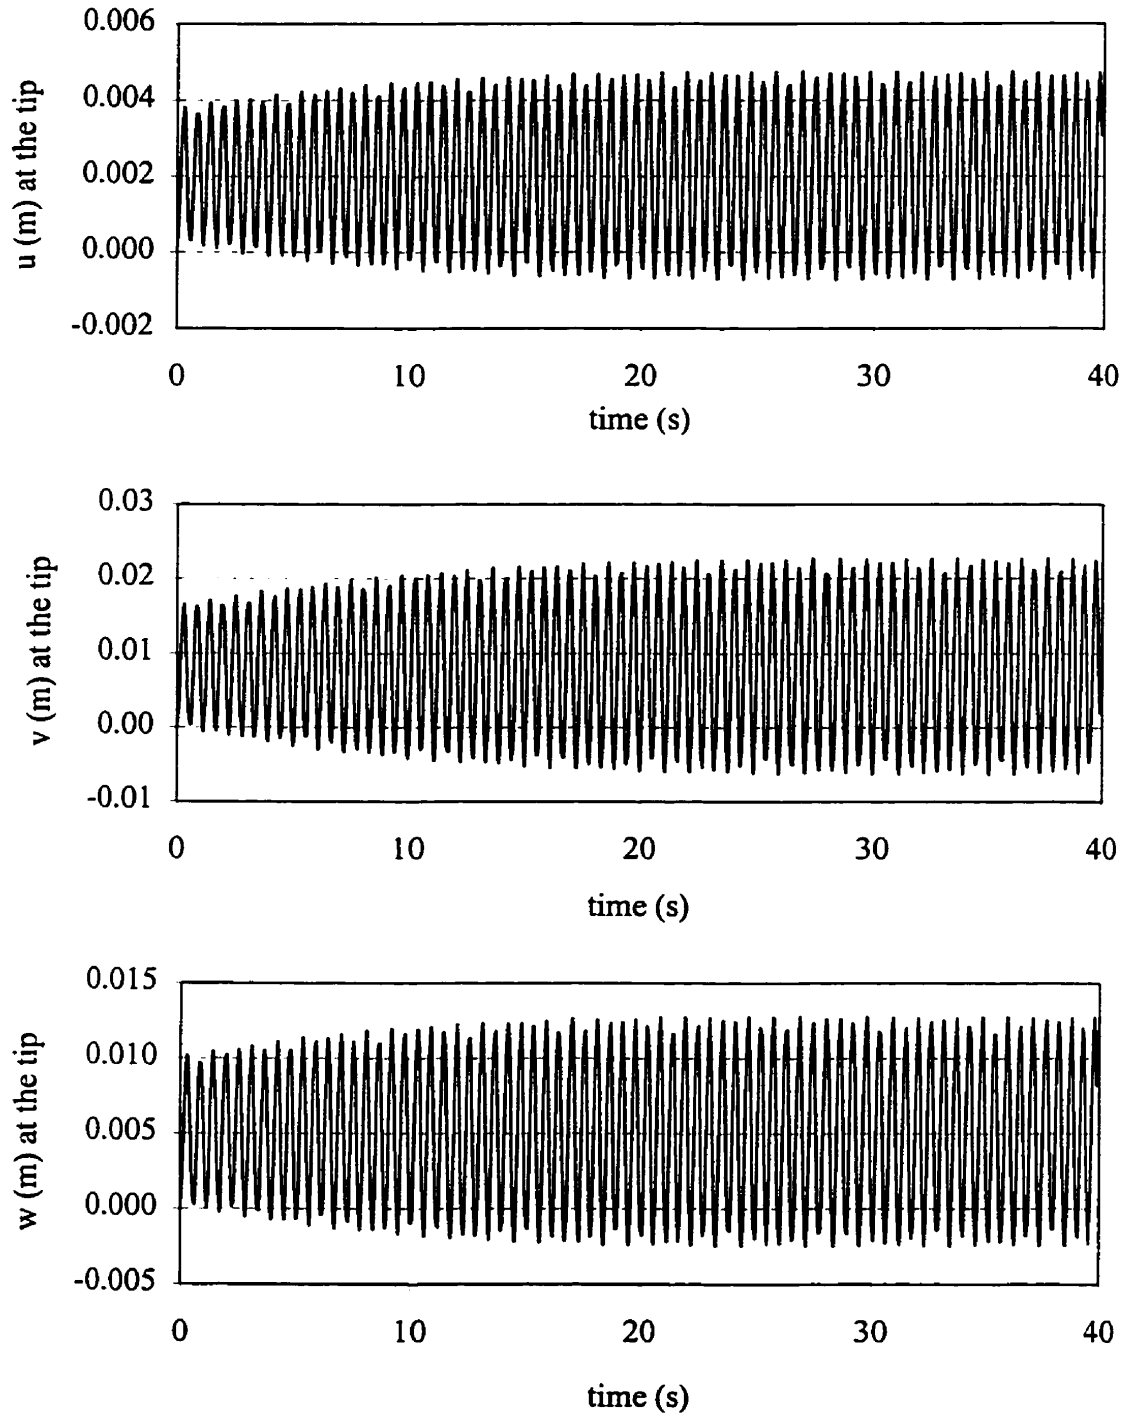 0.006
0.004
0.002
0.000
-0.002
u (m) at the tip
0 10 20 30 40
time (s)
0.03
0.02
0.01
0.00
-0.01
v (m) at the tip
0 10 20 30 40
time (s)
0.015
0.010
0.005
0.000
-0.005
w (m) at the tip
0 10 20 30 40
time (s)